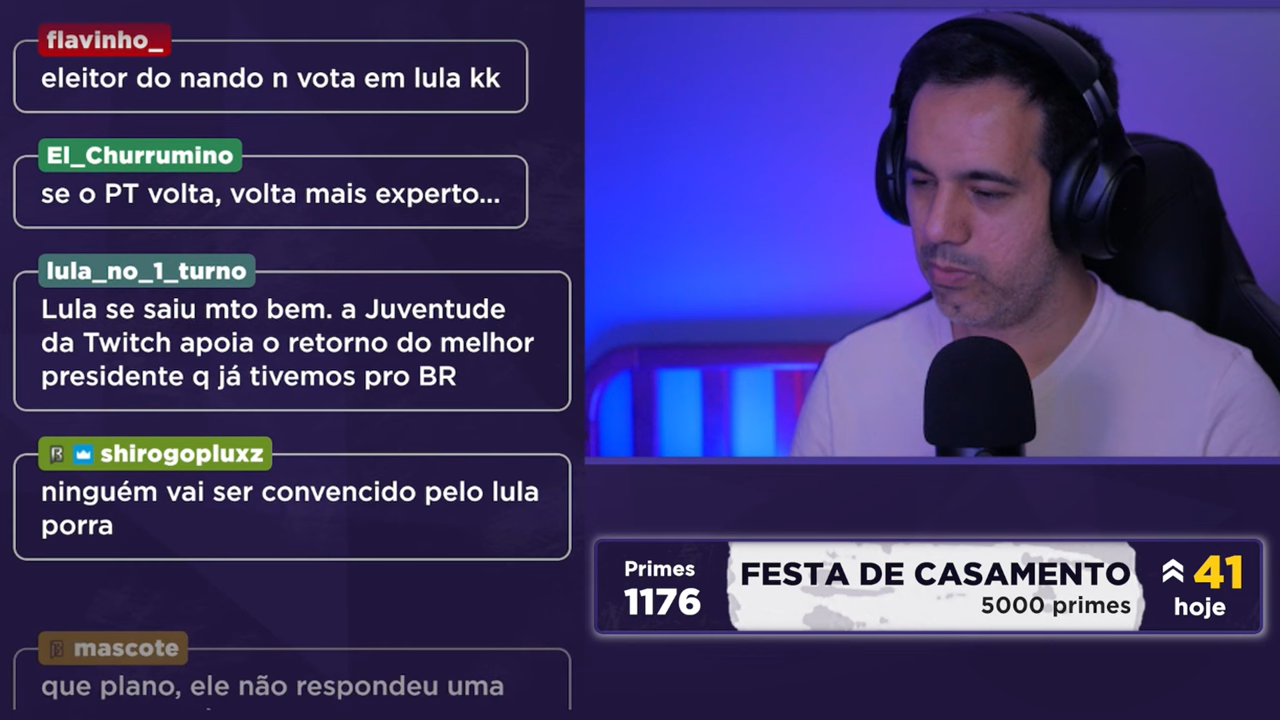 flavinho_
eleitor do nando n vota em lula kk
El_Churrumino
se o PT volta, volta mais experto...
lula_no_1_turno
Lula se saiu mto bem. a Juventude
da Twitch apoia o retorno do melhor
presidente q já tivemos pro BR
shirogopluxz
ninguém vai ser convencido pelo lula
porra
mascote
que plano, ele não respondeu uma
Primes
1176
FESTA DE CASAMENTO
5000 primes
41
hoje